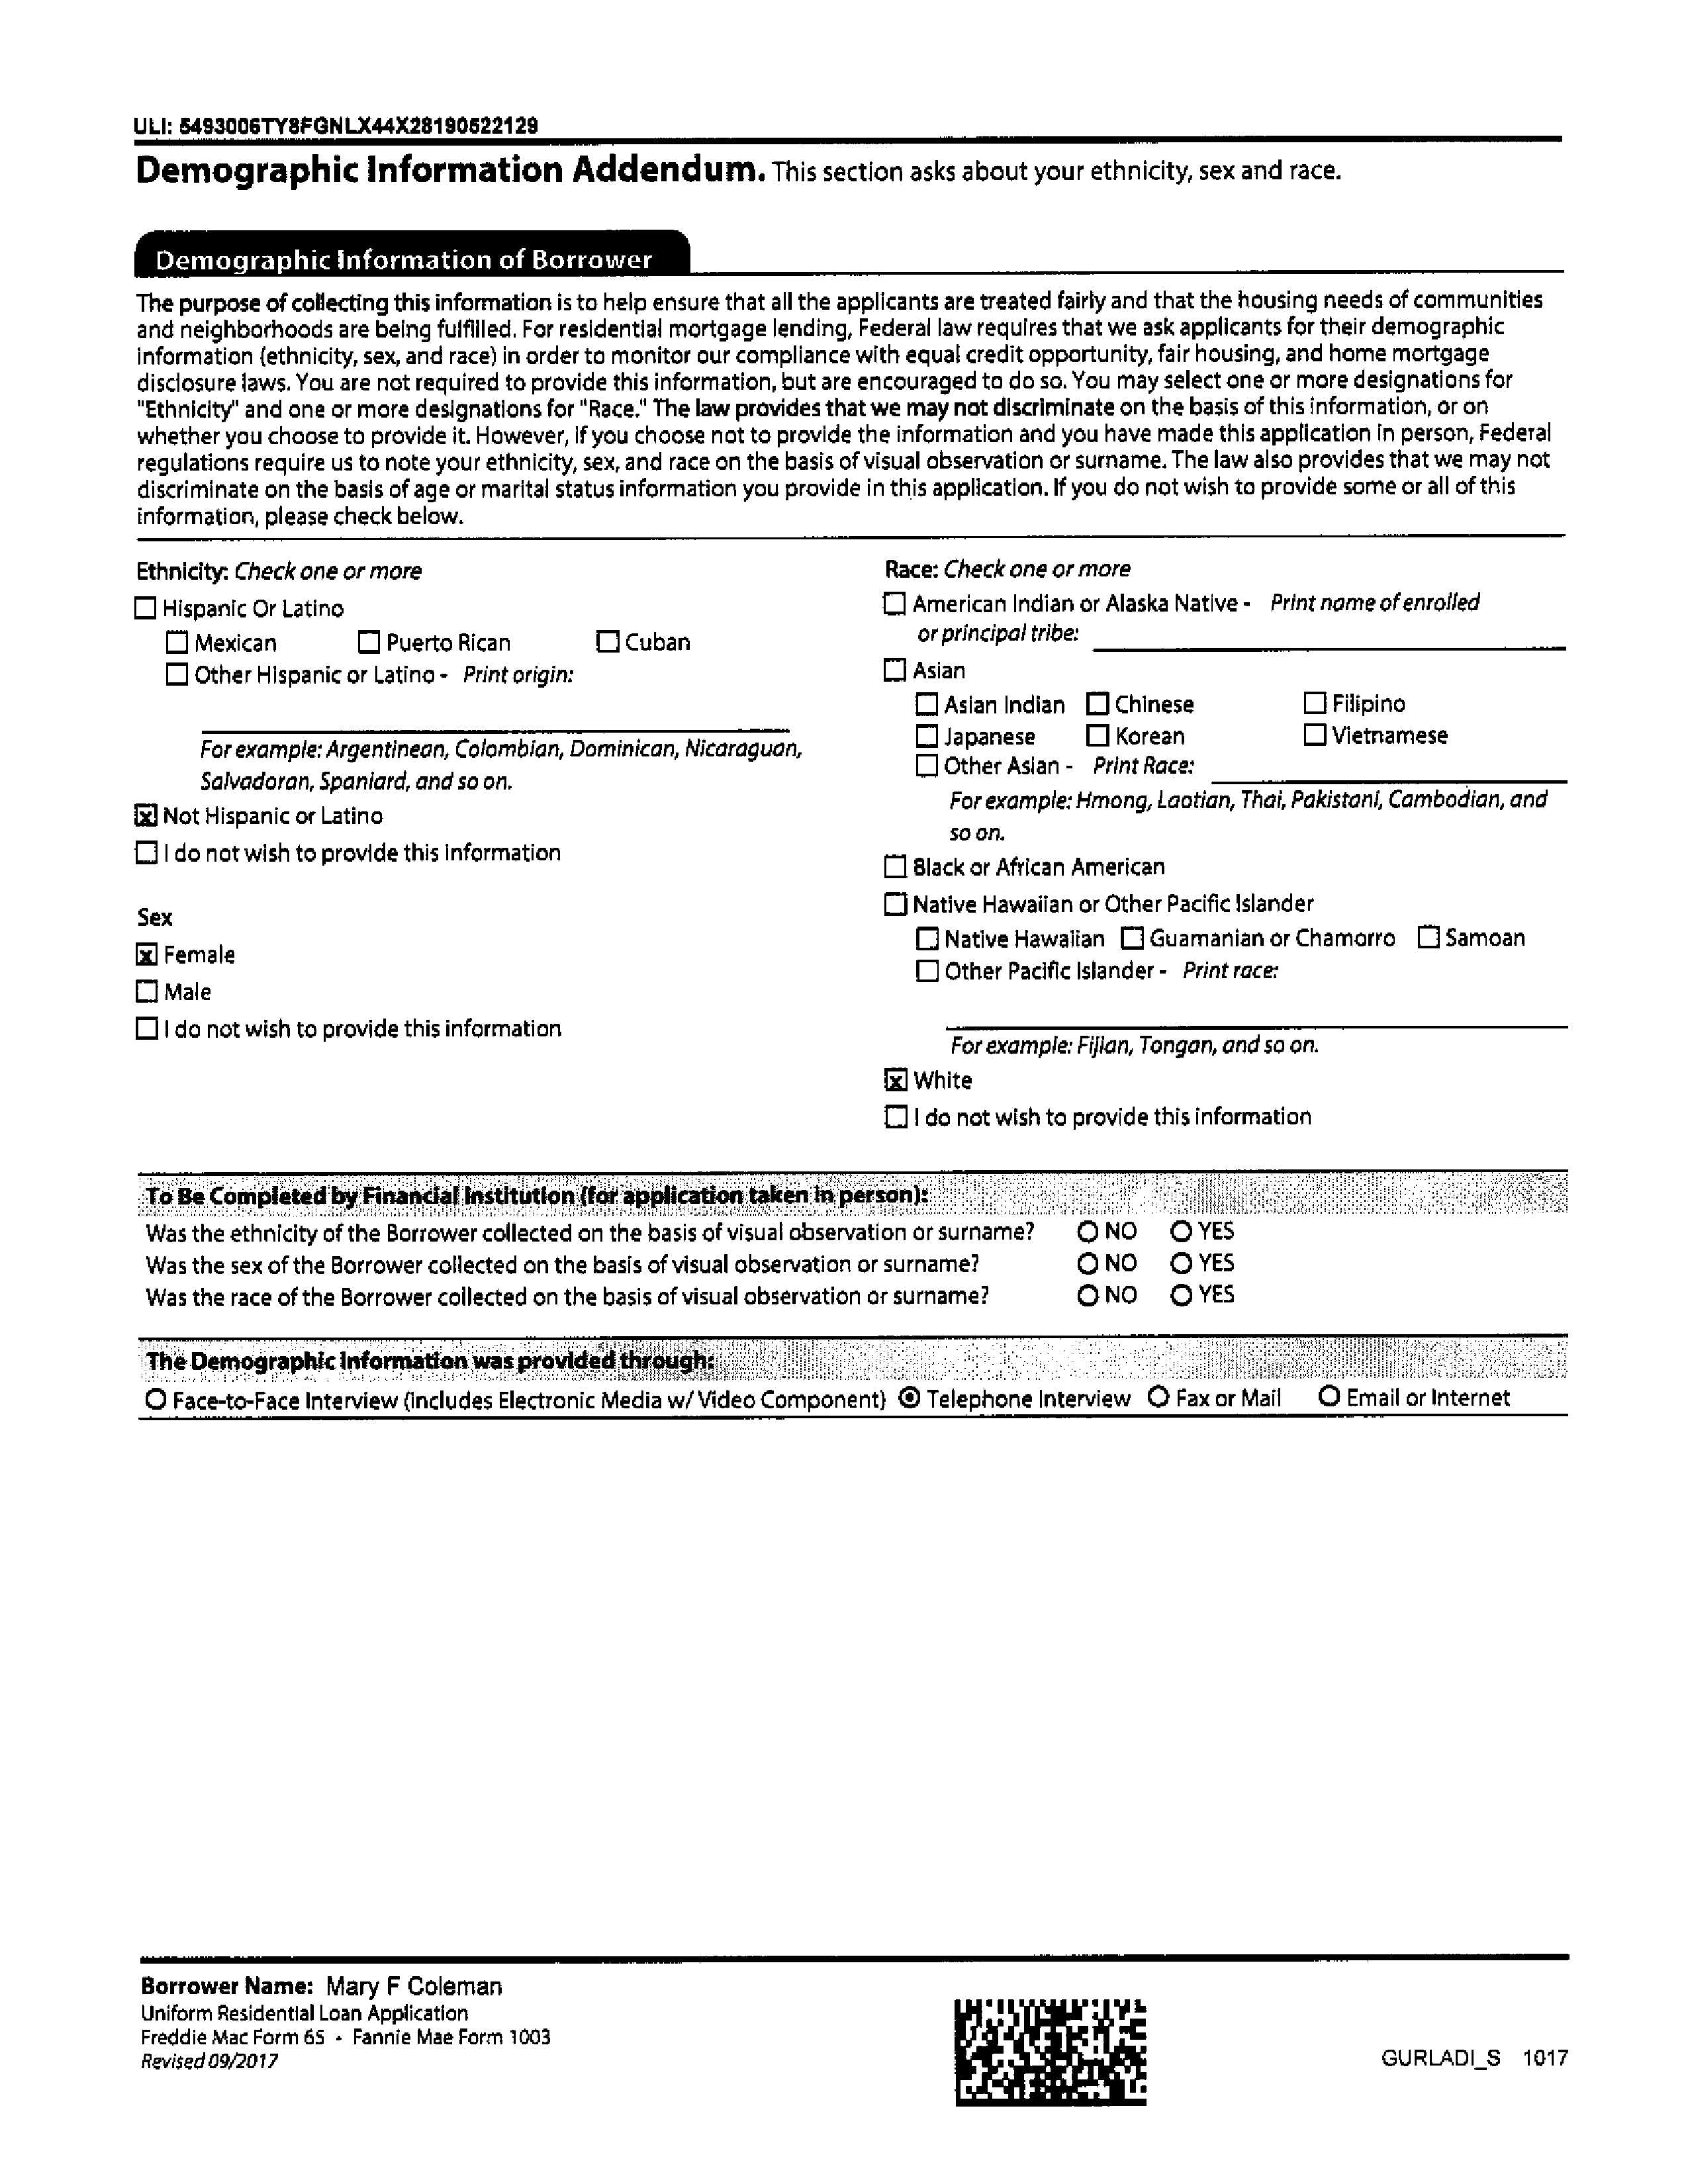 ULI: 5493006TY8FGNLX44X28190522129
Demographic Information Addendum. This section asks about your ethnicity, sex and race.
Demographic Information of Borrower
The purpose of collecting this information is to help ensure that all the applicants are treated fairly and that the housing needs of communities
and neighborhoods are being fulfilled. For residential mortgage lending, Federal law requires that we ask applicants for their demographic
information (ethnicity, sex, and race) in order to monitor our compliance with equal credit opportunity, fair housing, and home mortgage
disclosure laws. You are not required to provide this information, but are encouraged to do so. You may select one or more designations for
"Ethnicity" and one or more designations for "Race." The law provides that we may not discriminate on the basis of this information, or on
whether you choose to provide it. However, if you choose not to provide the information and you have made this application in person, Federal
regulations require us to note your ethnicity, sex, and race on the basis of visual observation or surname. The law also provides that we may not
discriminate on the basis of age or marital status information you provide in this application. If you do not wish to provide some or all of this
information, please check below.
Ethnicity: Check one or more
☐ Hispanic Or Latino
☐ Mexican ☐ Puerto Rican ☐ Cuban
☐ Other Hispanic or Latino - Print origin:
For example: Argentinean, Colombian, Dominican, Nicaraguan,
Salvadoran, Spaniard, and so on.
☒ Not Hispanic or Latino
☐ I do not wish to provide this information
Sex
☒ Female
☐ Male
☐ I do not wish to provide this information
Race: Check one or more
☐ American Indian or Alaska Native - Print name of enrolled
or principal tribe:
☐ Asian
☐ Asian Indian ☐ Chinese ☐ Filipino
☐ Japanese ☐ Korean ☐ Vietnamese
☐ Other Asian - Print Race:
For example: Hmong, Laotian, Thai, Pakistani, Cambodian, and
so on.
☐ Black or African American
☐ Native Hawaiian or Other Pacific Islander
☐ Native Hawaiian ☐ Guamanian or Chamorro ☐ Samoan
☐ Other Pacific Islander - Print race:
For example: Fijian, Tongan, and so on.
☒ White
☐ I do not wish to provide this information
To Be Completed by Financial Institution (for application taken in person):
Was the ethnicity of the Borrower collected on the basis of visual observation or surname? ○ NO ○ YES
Was the sex of the Borrower collected on the basis of visual observation or surname? ○ NO ○ YES
Was the race of the Borrower collected on the basis of visual observation or surname? ○ NO ○ YES
The Demographic Information was provided through:
○ Face-to-Face Interview (Includes Electronic Media w/ Video Component) ◉ Telephone Interview ○ Fax or Mail ○ Email or Internet
Borrower Name: Mary F Coleman
Uniform Residential Loan Application
Freddie Mac Form 65 • Fannie Mae Form 1003
Revised 09/2017
GURLADI_S 1017